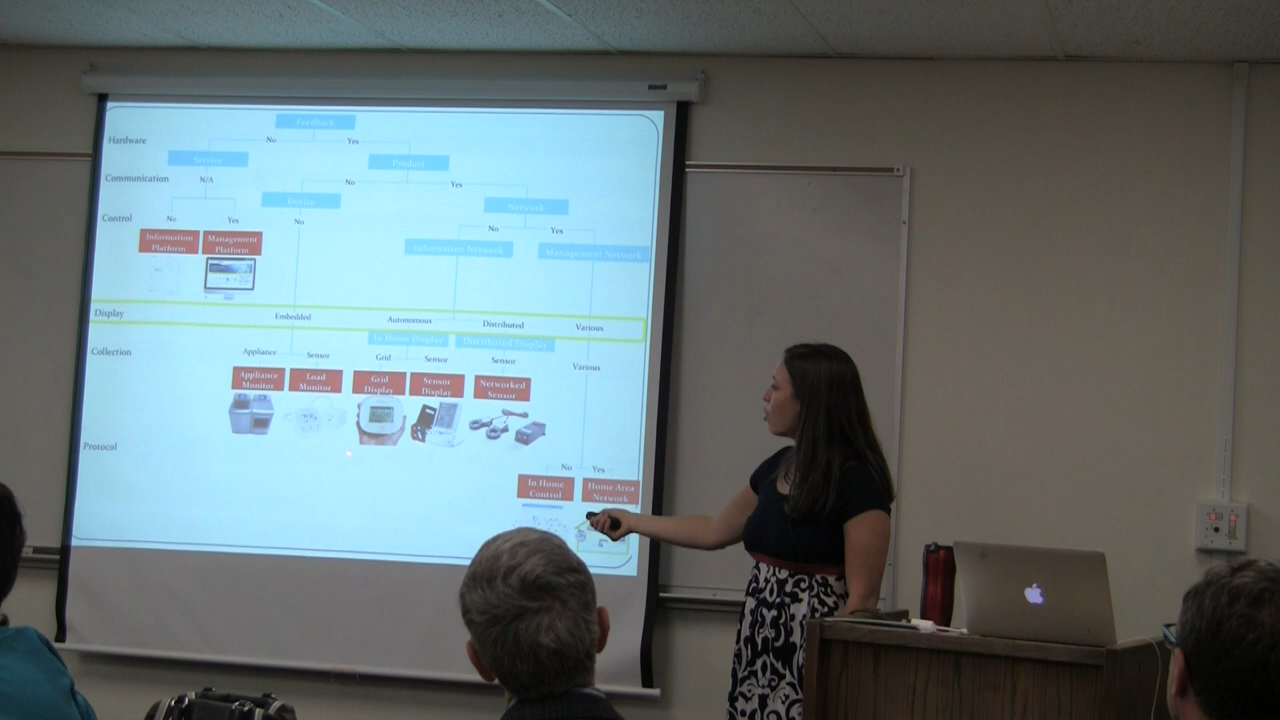 Feedback
Hardware
No
Yes
Service
Product
Communication
N/A
No
Yes
Device
Network
Control
No
Yes
No
No
Yes
Information
Platform
Management
Platform
Information Network
Management Network
Display
Embedded
Autonomous
Distributed
Various
In Home Display
Distributed Display
Collection
Appliance
Sensor
Grid
Sensor
Sensor
Various
Appliance
Monitor
Load
Monitor
Grid
Display
Sensor
Display
Networked
Sensor
Protocol
No
Yes
In Home
Control
Home Area
Network